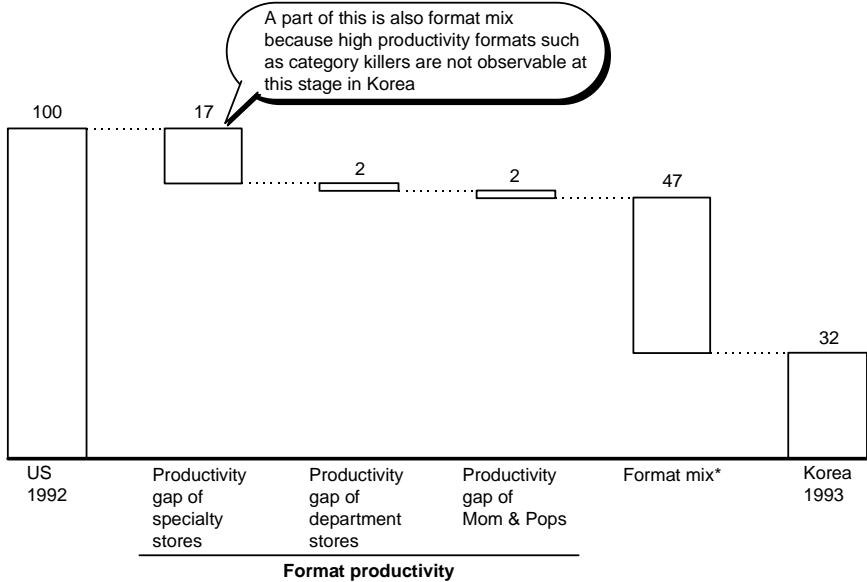 A part of this is also format mix
because high productivity formats such
as category killers are not observable at
this stage in Korea
100
17
2
2
47
32
US
1992
Productivity
gap of
specialty
stores
Productivity
gap of
department
stores
Productivity
gap of
Mom & Pops
Format mix*
Korea
1993
Format productivity